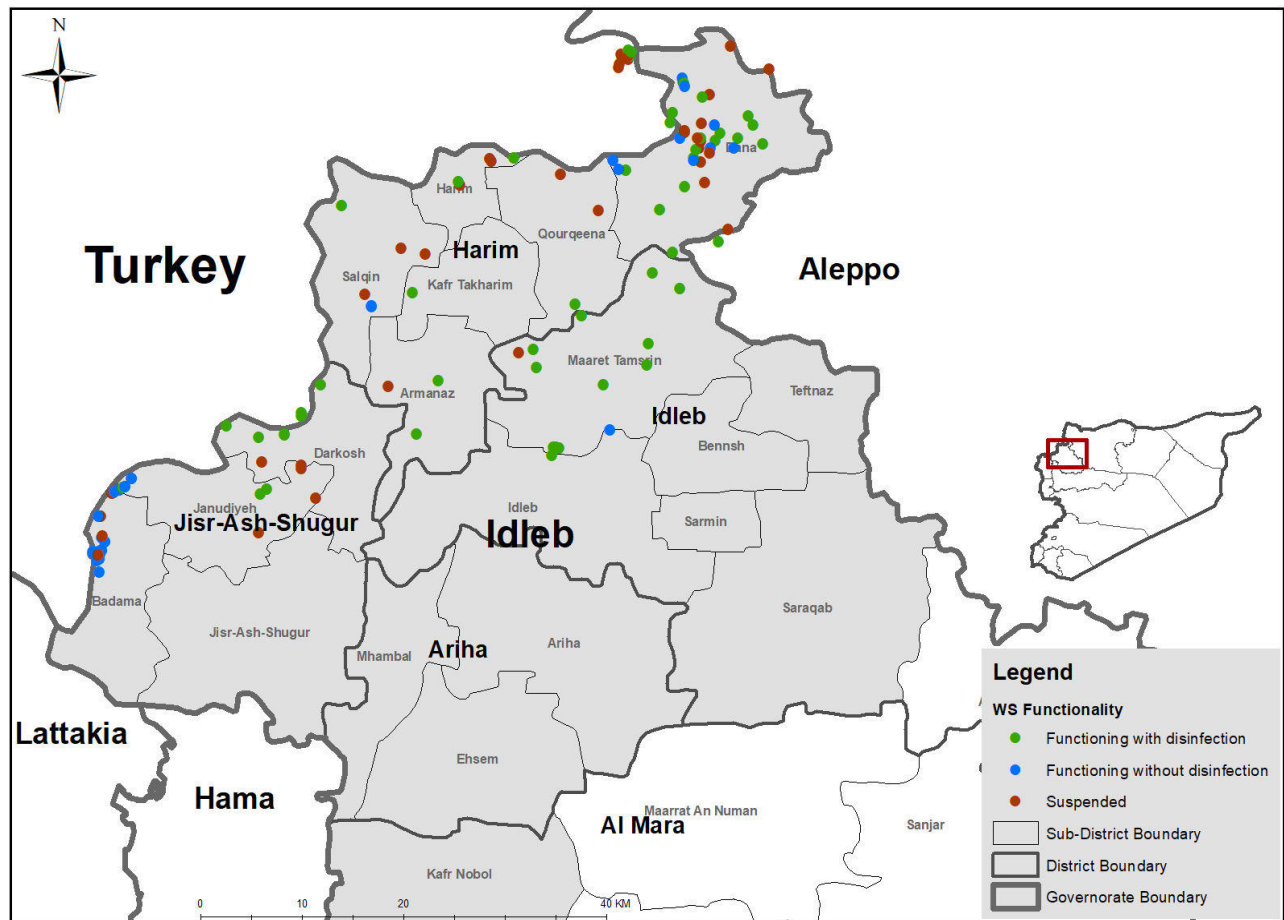 N
Dana
Harim
Qourqeena
Harim
Turkey
Aleppo
Salqin
Kafr Takharim
Maaret Tamsrin
Teftnaz
Armanaz
Idleb
Bennsh
Darkosh
Janudiyeh
Idleb
Jisr-Ash-Shugur
Sarmin
Idleb
Badama
Saraqab
Jisr-Ash-Shugur
Ariha
Ariha
Mhambal
Legend
WS Functionality
Functioning with disinfection
Functioning without disinfection
Suspended
Sub-District Boundary
District Boundary
Governorate Boundary
Lattakia
Ehsem
Hama
Maarrat An Numan
Al Mara
Sanjar
Kafr Nobol
0 20 40 KM